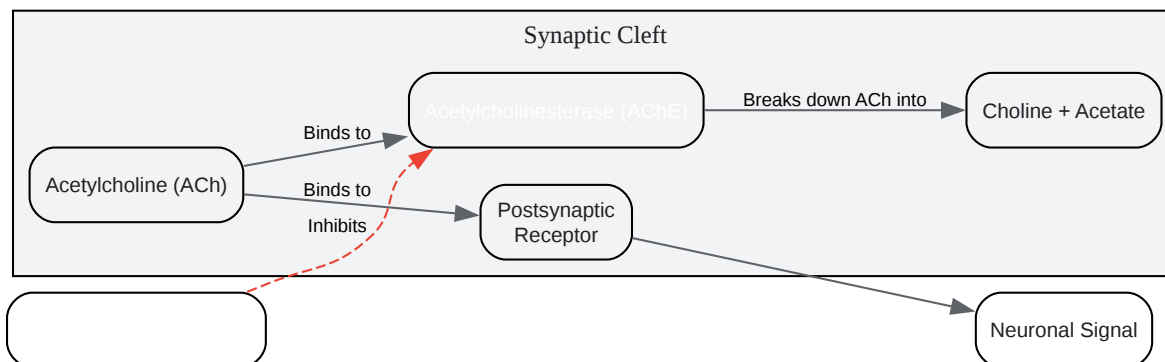 Synaptic Cleft
Acetylcholinesterase (AChE)
Breaks down ACh into
Choline + Acetate
Binds to
Acetylcholine (ACh)
Binds to
Postsynaptic
Receptor
Inhibits
Neuronal Signal